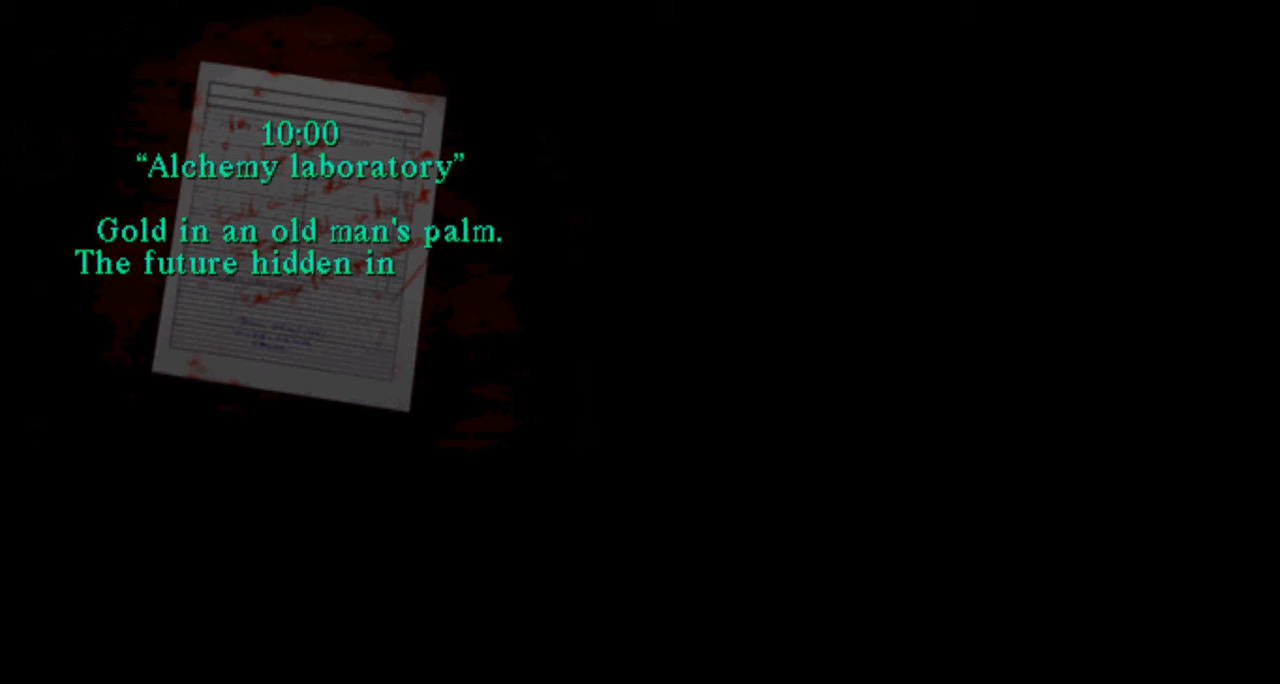 10:00
“Alchemy laboratory”
Gold in an old man's palm.
The future hidden in